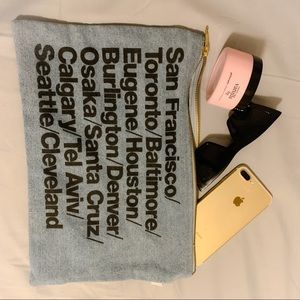 San Francisco/
Toronto/Baltimore/
Eugene/Houston/
Burlington/Denver/
Osaka/Santa Cruz/
Calgary/Tel Aviv/
Seattle/Cleveland